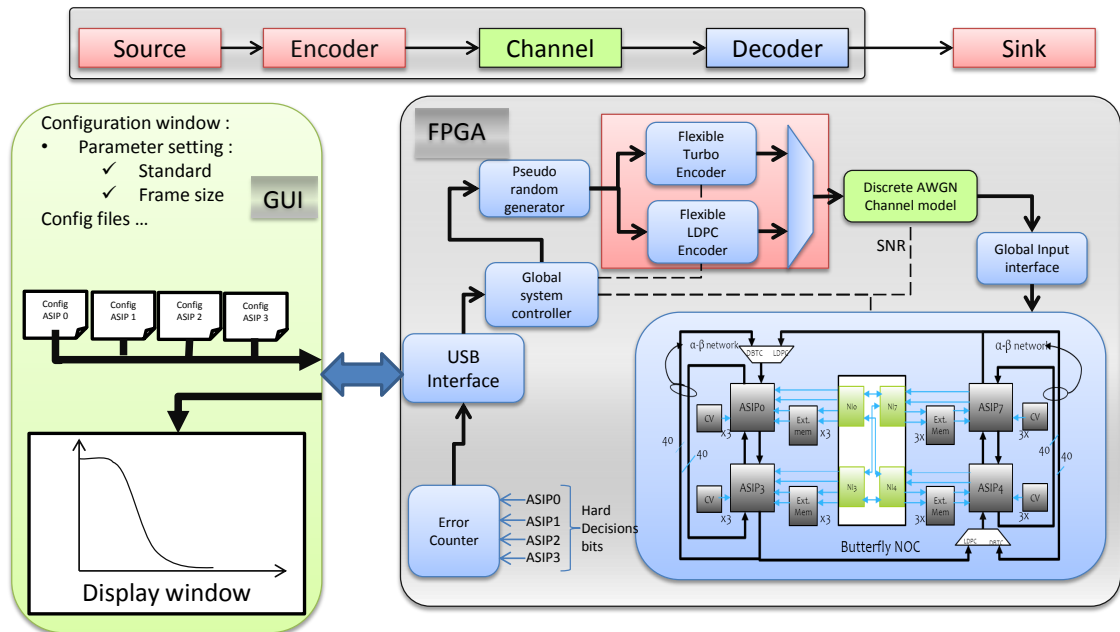 Source
Encoder
Channel
Decoder
Sink
Configuration window :
• Parameter setting :
✓ Standard
✓ Frame size
Config files ...
GUI
Config
ASIP 0
Config
ASIP 1
Config
ASIP 2
Config
ASIP 3
Display window
FPGA
Pseudo
random
generator
Flexible
Turbo
Encoder
Flexible
LDPC
Encoder
Discrete AWGN
Channel model
SNR
Global Input
interface
Global
system
controller
USB
Interface
Error
Counter
ASIP0
ASIP1
ASIP2
ASIP3
Hard
Decisions
bits
α-β network
DBTC
LDPC
α-β network
ASIP0
CV
x3
Ext.
mem
x3
NI0
NI7
Ext.
Mem
3x
ASIP7
CV
3x
40
40
40
40
ASIP3
CV
x3
Ext.
Mem
x3
NI3
NI4
Ext.
Mem
3x
ASIP4
CV
3x
LDPC
DBTC
Butterfly NOC